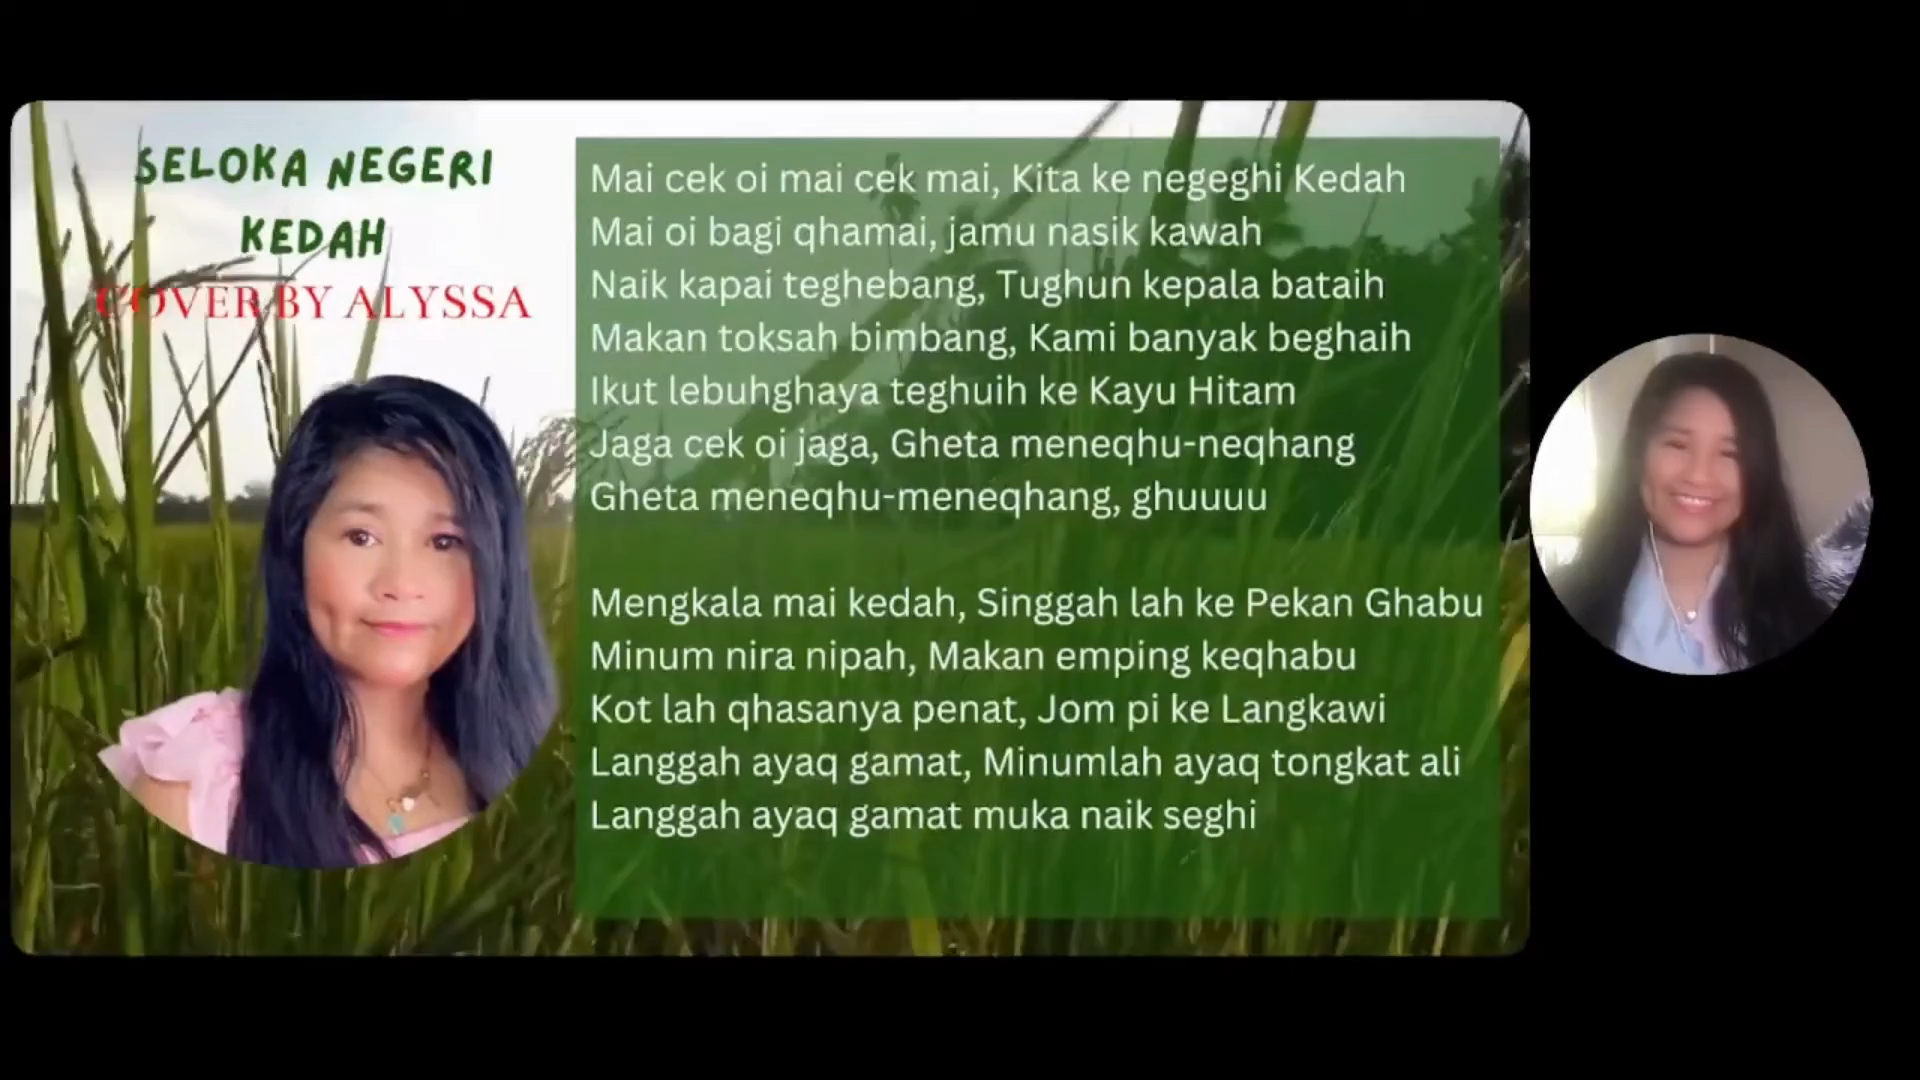 SELOKA NEGERI
KEDAH
COVER BY ALYSSA
Mai cek oi mai cek mai, Kita ke negeghi Kedah
Mai oi bagi qhamai, jamu nasik kawah
Naik kapai teghebang, Tughun kepala bataih
Makan toksah bimbang, Kami banyak beghaih
Ikut lebuhghaya teghuih ke Kayu Hitam
Jaga cek oi jaga, Gheta meneqhu-neqhang
Gheta meneqhu-meneqhang, ghuuuu
Mengkala mai kedah, Singgah lah ke Pekan Ghabu
Minum nira nipah, Makan emping keqhabu
Kot lah qhasanya penat, Jom pi ke Langkawi
Langgah ayaq gamat, Minumlah ayaq tongkat ali
Langgah ayaq gamat muka naik seghi